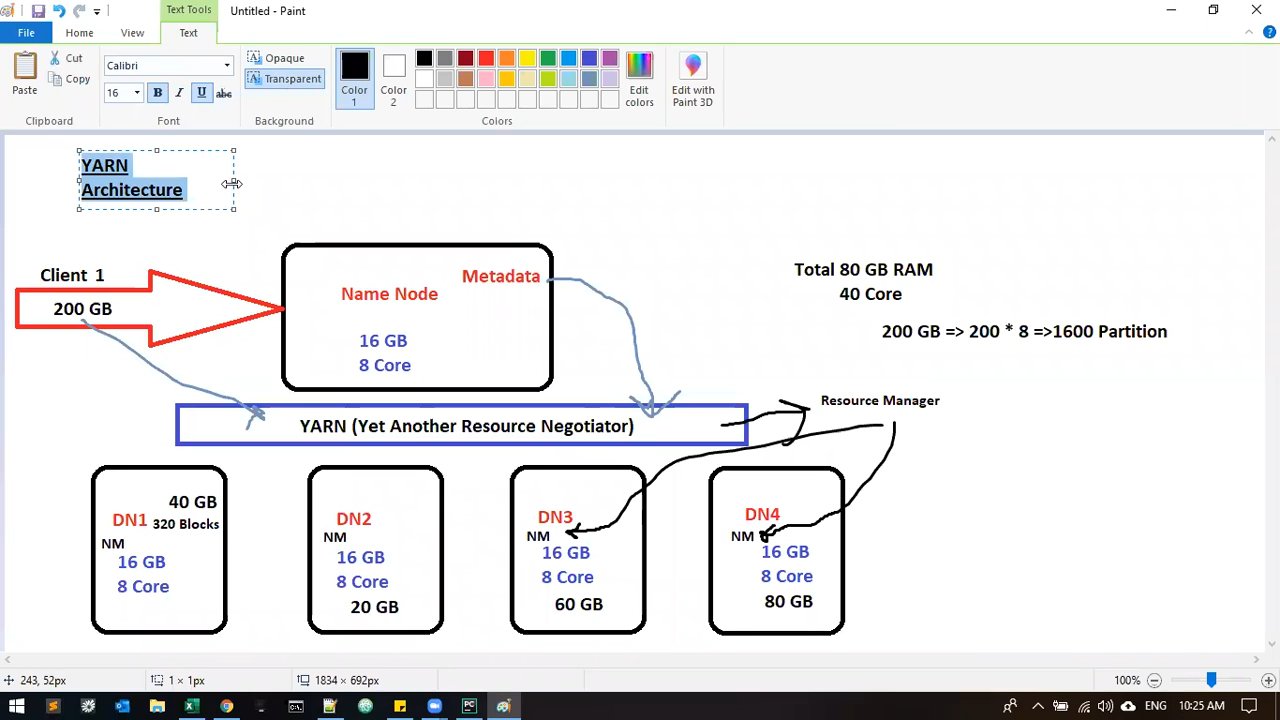 Untitled - Paint
Text Tools
File
Home
View
Text
Paste
Cut
Copy
Clipboard
Calibri
16
B
I
U
abc
Font
Opaque
Transparent
Background
Color 1
Color 2
Edit colors
Edit with Paint 3D
Colors
YARN
Architecture
Client 1
200 GB
Metadata
Name Node
16 GB
8 Core
Total 80 GB RAM
40 Core
200 GB => 200 * 8 =>1600 Partition
Resource Manager
YARN (Yet Another Resource Negotiator)
40 GB
DN1
320 Blocks
NM
16 GB
8 Core
DN2
NM
16 GB
8 Core
20 GB
DN3
NM
16 GB
8 Core
60 GB
DN4
NM
16 GB
8 Core
80 GB
243, 52px
1 × 1px
1834 × 692px
100%
PC
ENG
10:25 AM